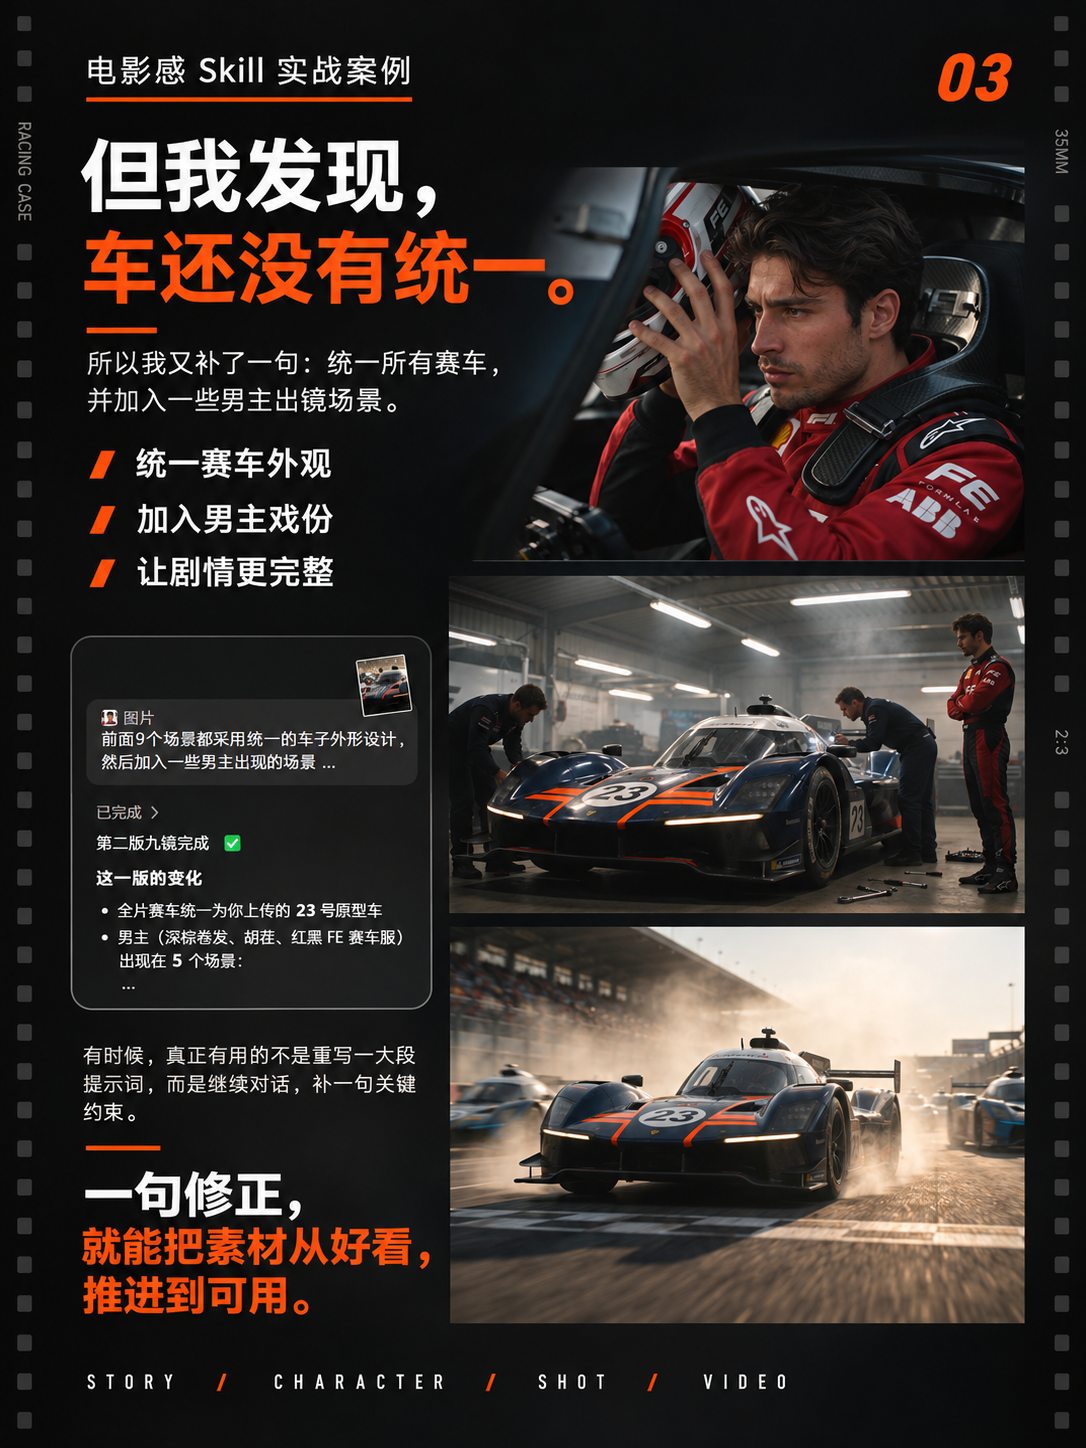 电影感 Skill 实战案例
03
RACING CASE
35MM
但我发现，
车还没有统一。
所以我又补了一句：统一所有赛车，
并加入一些男主出镜场景。
统一赛车外观
加入男主戏份
让剧情更完整
FE
FORMULA E
ABB
图片
前面9个场景都采用统一的车子外形设计，
然后加入一些男主出现的场景 ...
已完成 >
第二版九镜完成 ✅
这一版的变化
• 全片赛车统一为你上传的 23 号原型车
• 男主（深棕卷发、胡茬、红黑 FE 赛车服）
出现在 5 个场景：
...
23
23
2:3
23
有时候，真正有用的不是重写一大段
提示词，而是继续对话，补一句关键
约束。
一句修正，
就能把素材从好看，
推进到可用。
STORY / CHARACTER / SHOT / VIDEO